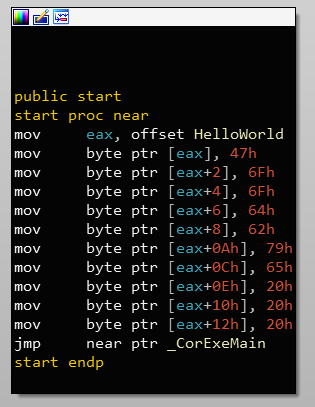 public start
start proc near
mov eax, offset HelloWorld
mov byte ptr [eax], 47h
mov byte ptr [eax+2], 6Fh
mov byte ptr [eax+4], 6Fh
mov byte ptr [eax+6], 64h
mov byte ptr [eax+8], 62h
mov byte ptr [eax+0Ah], 79h
mov byte ptr [eax+0Ch], 65h
mov byte ptr [eax+0Eh], 20h
mov byte ptr [eax+10h], 20h
mov byte ptr [eax+12h], 20h
jmp near ptr _CorExeMain
start endp